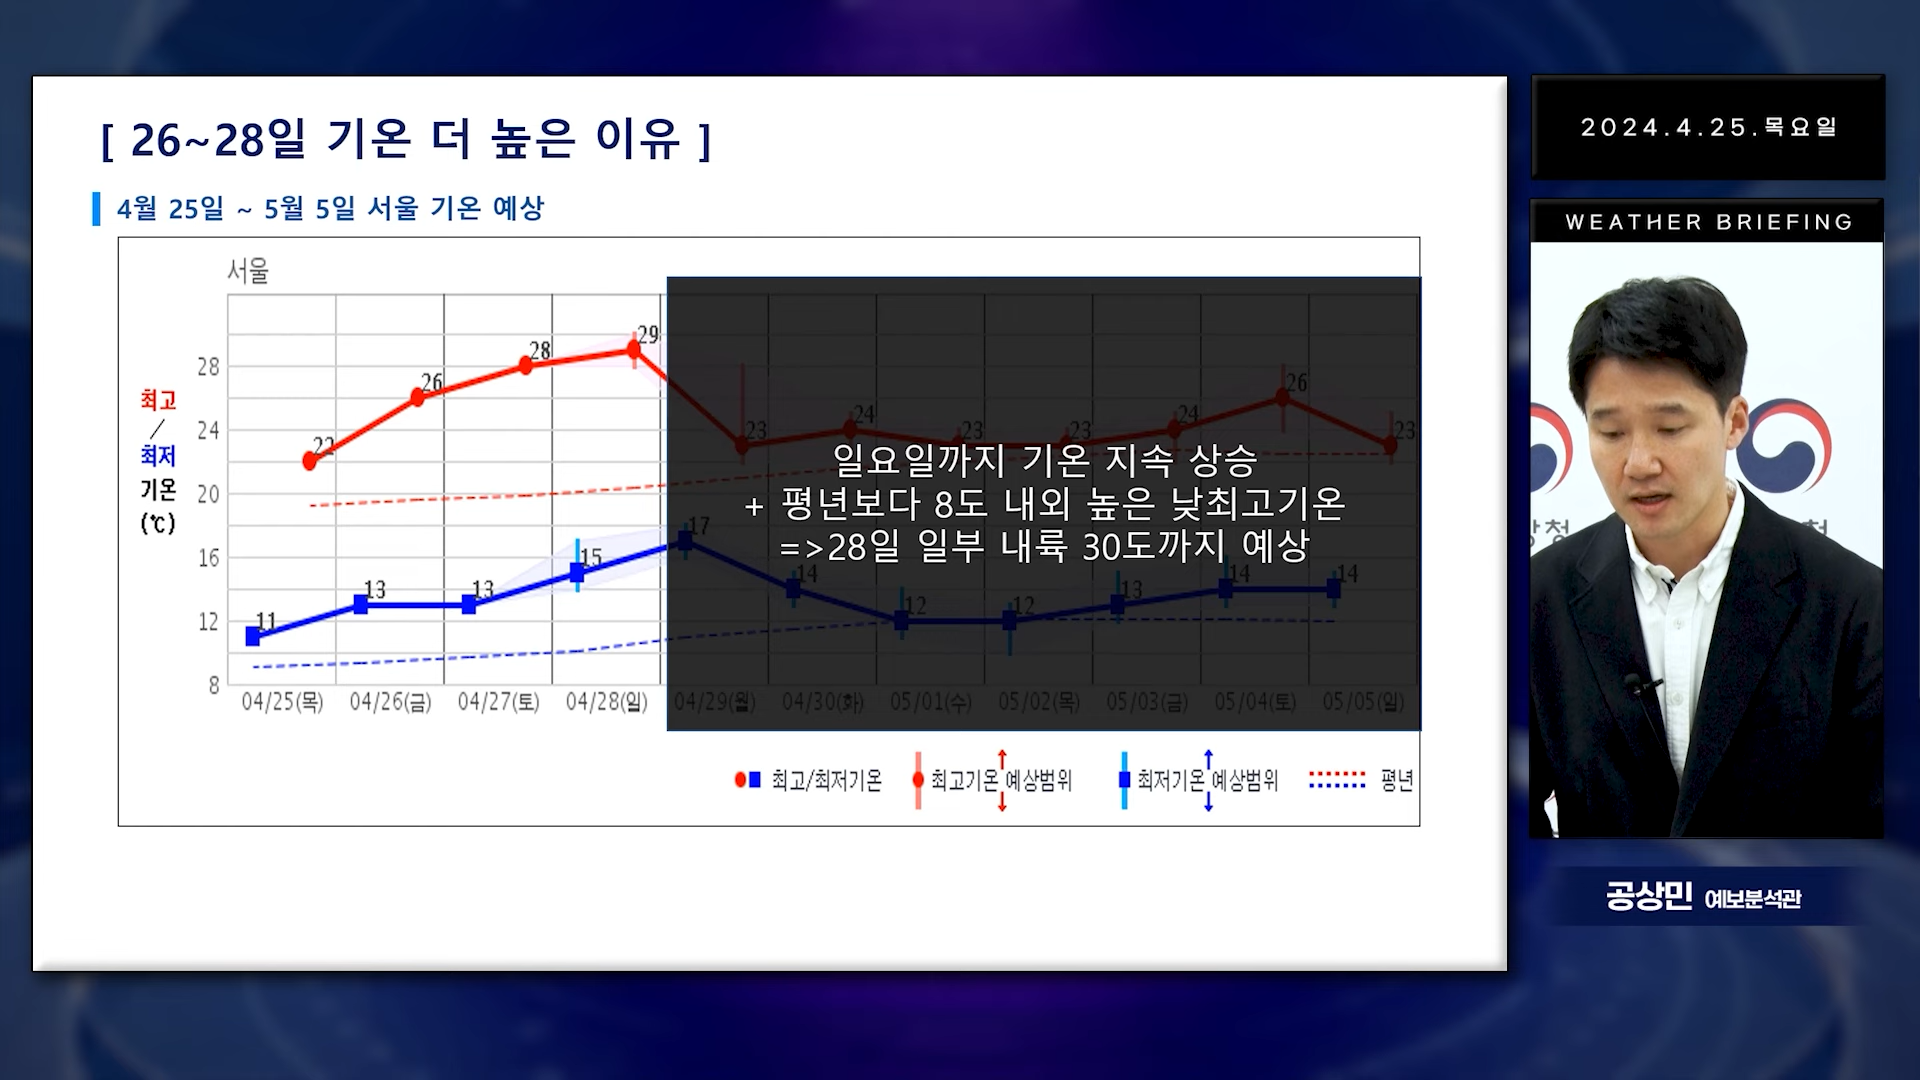 [ 26~28일 기온 더 높은 이유 ]
4월 25일 ~ 5월 5일 서울 기온 예상
서울
28
24
20
16
12
8
최고
/
최저
기온
(℃)
22
26
28
29
23
24
23
23
24
26
23
11
13
13
15
17
14
12
12
13
14
14
일요일까지 기온 지속 상승
+ 평년보다 8도 내외 높은 낮최고기온
=>28일 일부 내륙 30도까지 예상
04/25(목) 04/26(금) 04/27(토) 04/28(일) 04/29(월) 04/30(화) 05/01(수) 05/02(목) 05/03(금) 05/04(토) 05/05(일)
최고/최저기온 최고기온 예상범위 최저기온 예상범위 평년
2024.4.25.목요일
WEATHER BRIEFING
상청
청
공상민 예보분석관